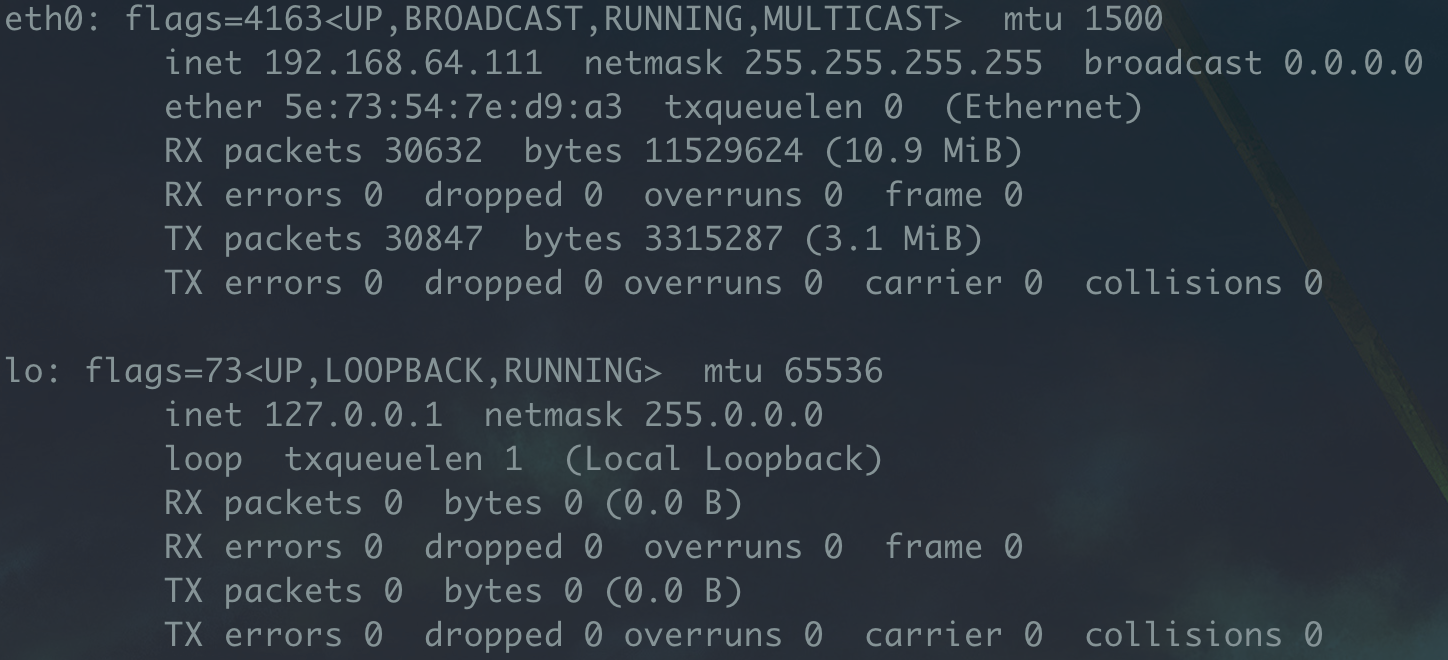 eth0: flags=4163<UP,BROADCAST,RUNNING,MULTICAST>  mtu 1500
        inet 192.168.64.111  netmask 255.255.255.255  broadcast 0.0.0.0
        ether 5e:73:54:7e:d9:a3  txqueuelen 0  (Ethernet)
        RX packets 30632  bytes 11529624 (10.9 MiB)
        RX errors 0  dropped 0  overruns 0  frame 0
        TX packets 30847  bytes 3315287 (3.1 MiB)
        TX errors 0  dropped 0 overruns 0  carrier 0  collisions 0

lo: flags=73<UP,LOOPBACK,RUNNING>  mtu 65536
        inet 127.0.0.1  netmask 255.0.0.0
        loop  txqueuelen 1  (Local Loopback)
        RX packets 0  bytes 0 (0.0 B)
        RX errors 0  dropped 0  overruns 0  frame 0
        TX packets 0  bytes 0 (0.0 B)
        TX errors 0  dropped 0 overruns 0  carrier 0  collisions 0